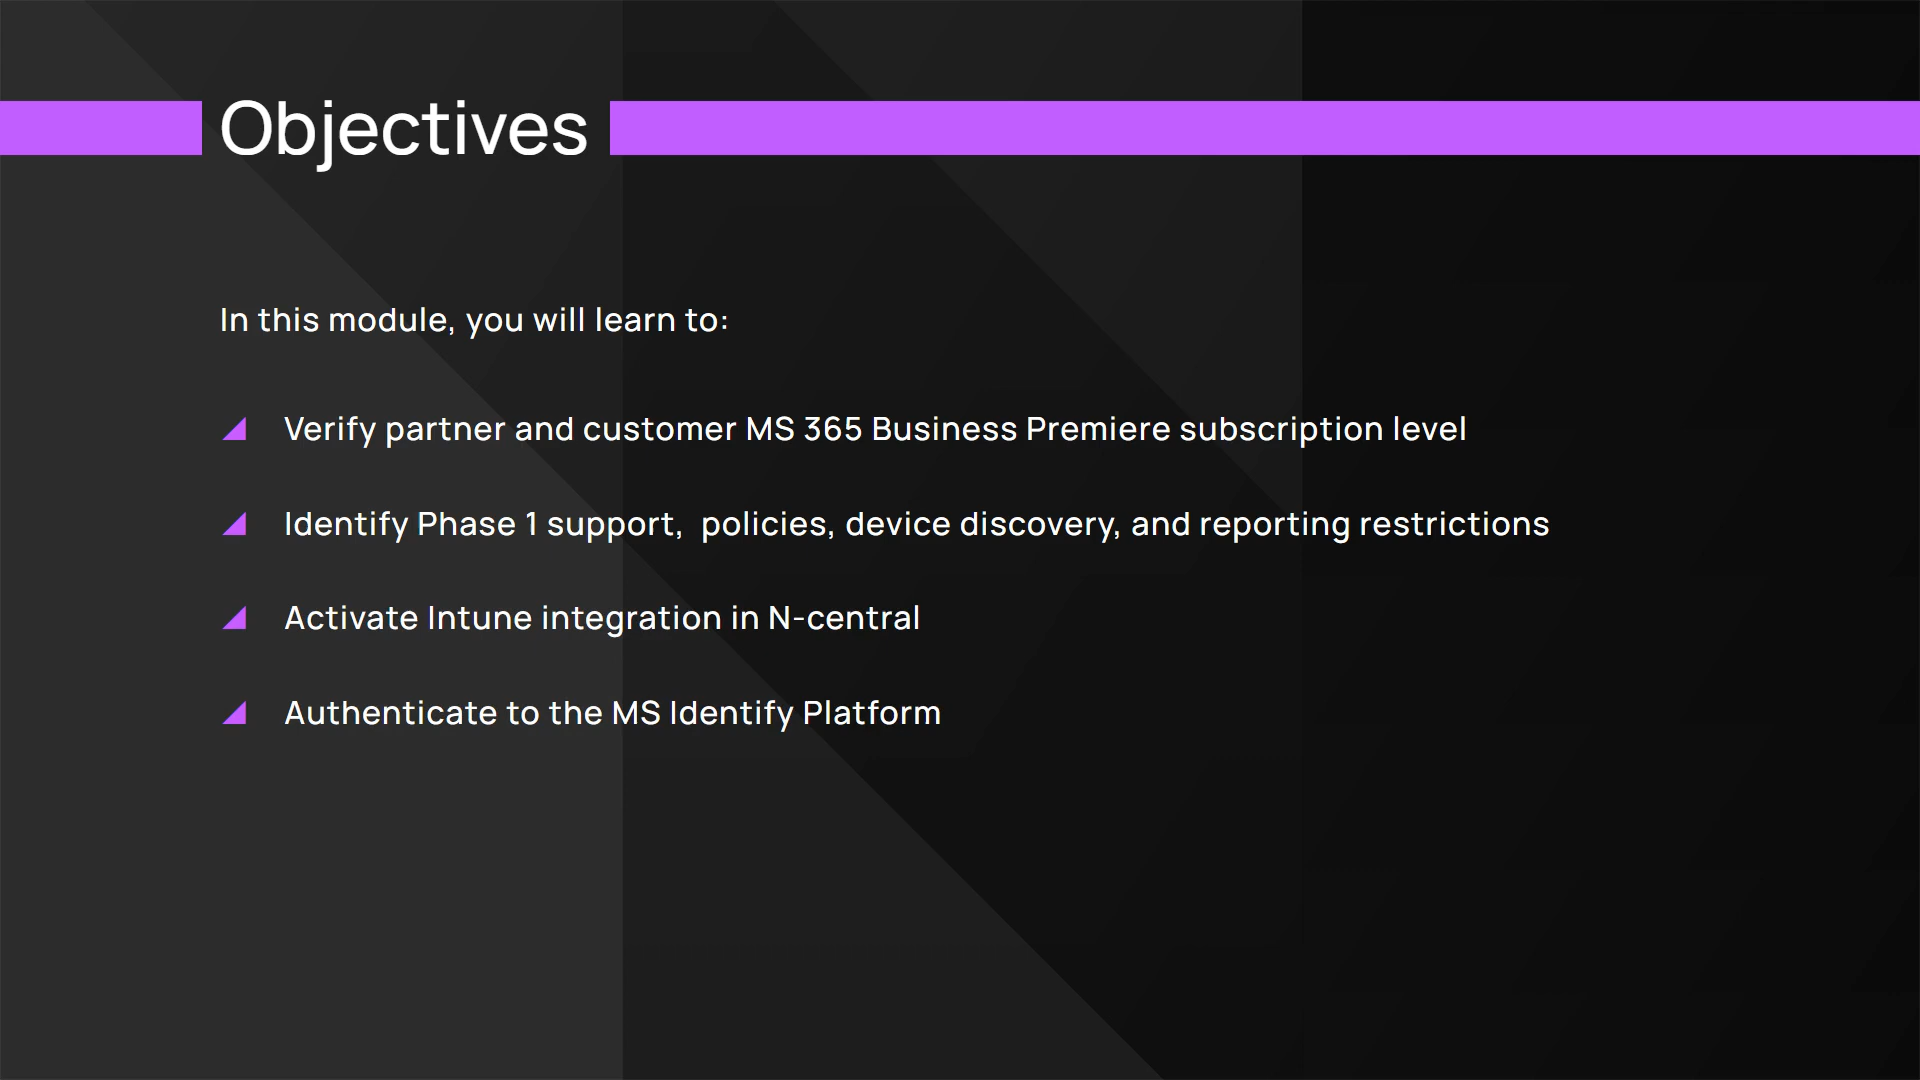 Objectives
In this module, you will learn to:
Verify partner and customer MS 365 Business Premiere subscription level
Identify Phase 1 support,  policies, device discovery, and reporting restrictions
Activate Intune integration in N-central
Authenticate to the MS Identify Platform